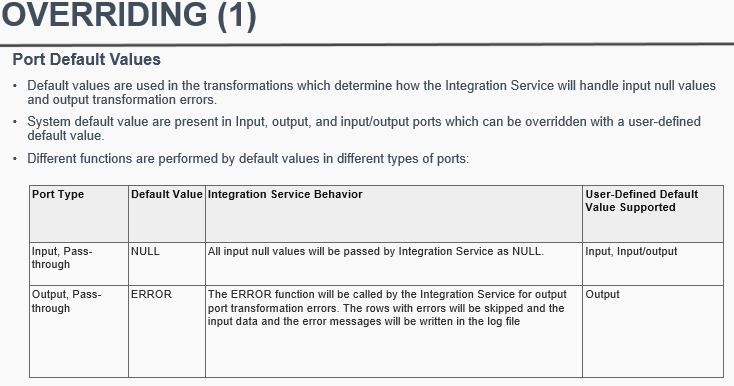 OVERRIDING (1)
Port Default Values
• Default values are used in the transformations which determine how the Integration Service will handle input null values
and output transformation errors.
• System default value are present in Input, output, and input/output ports which can be overridden with a user-defined
default value.
• Different functions are performed by default values in different types of ports:
Port Type Default Value Integration Service Behavior User-Defined Default
Value Supported
Input, Pass- NULL All input null values will be passed by Integration Service as NULL. Input, Input/output
through
Output, Pass- ERROR The ERROR function will be called by the Integration Service for output Output
through port transformation errors. The rows with errors will be skipped and the
input data and the error messages will be written in the log file